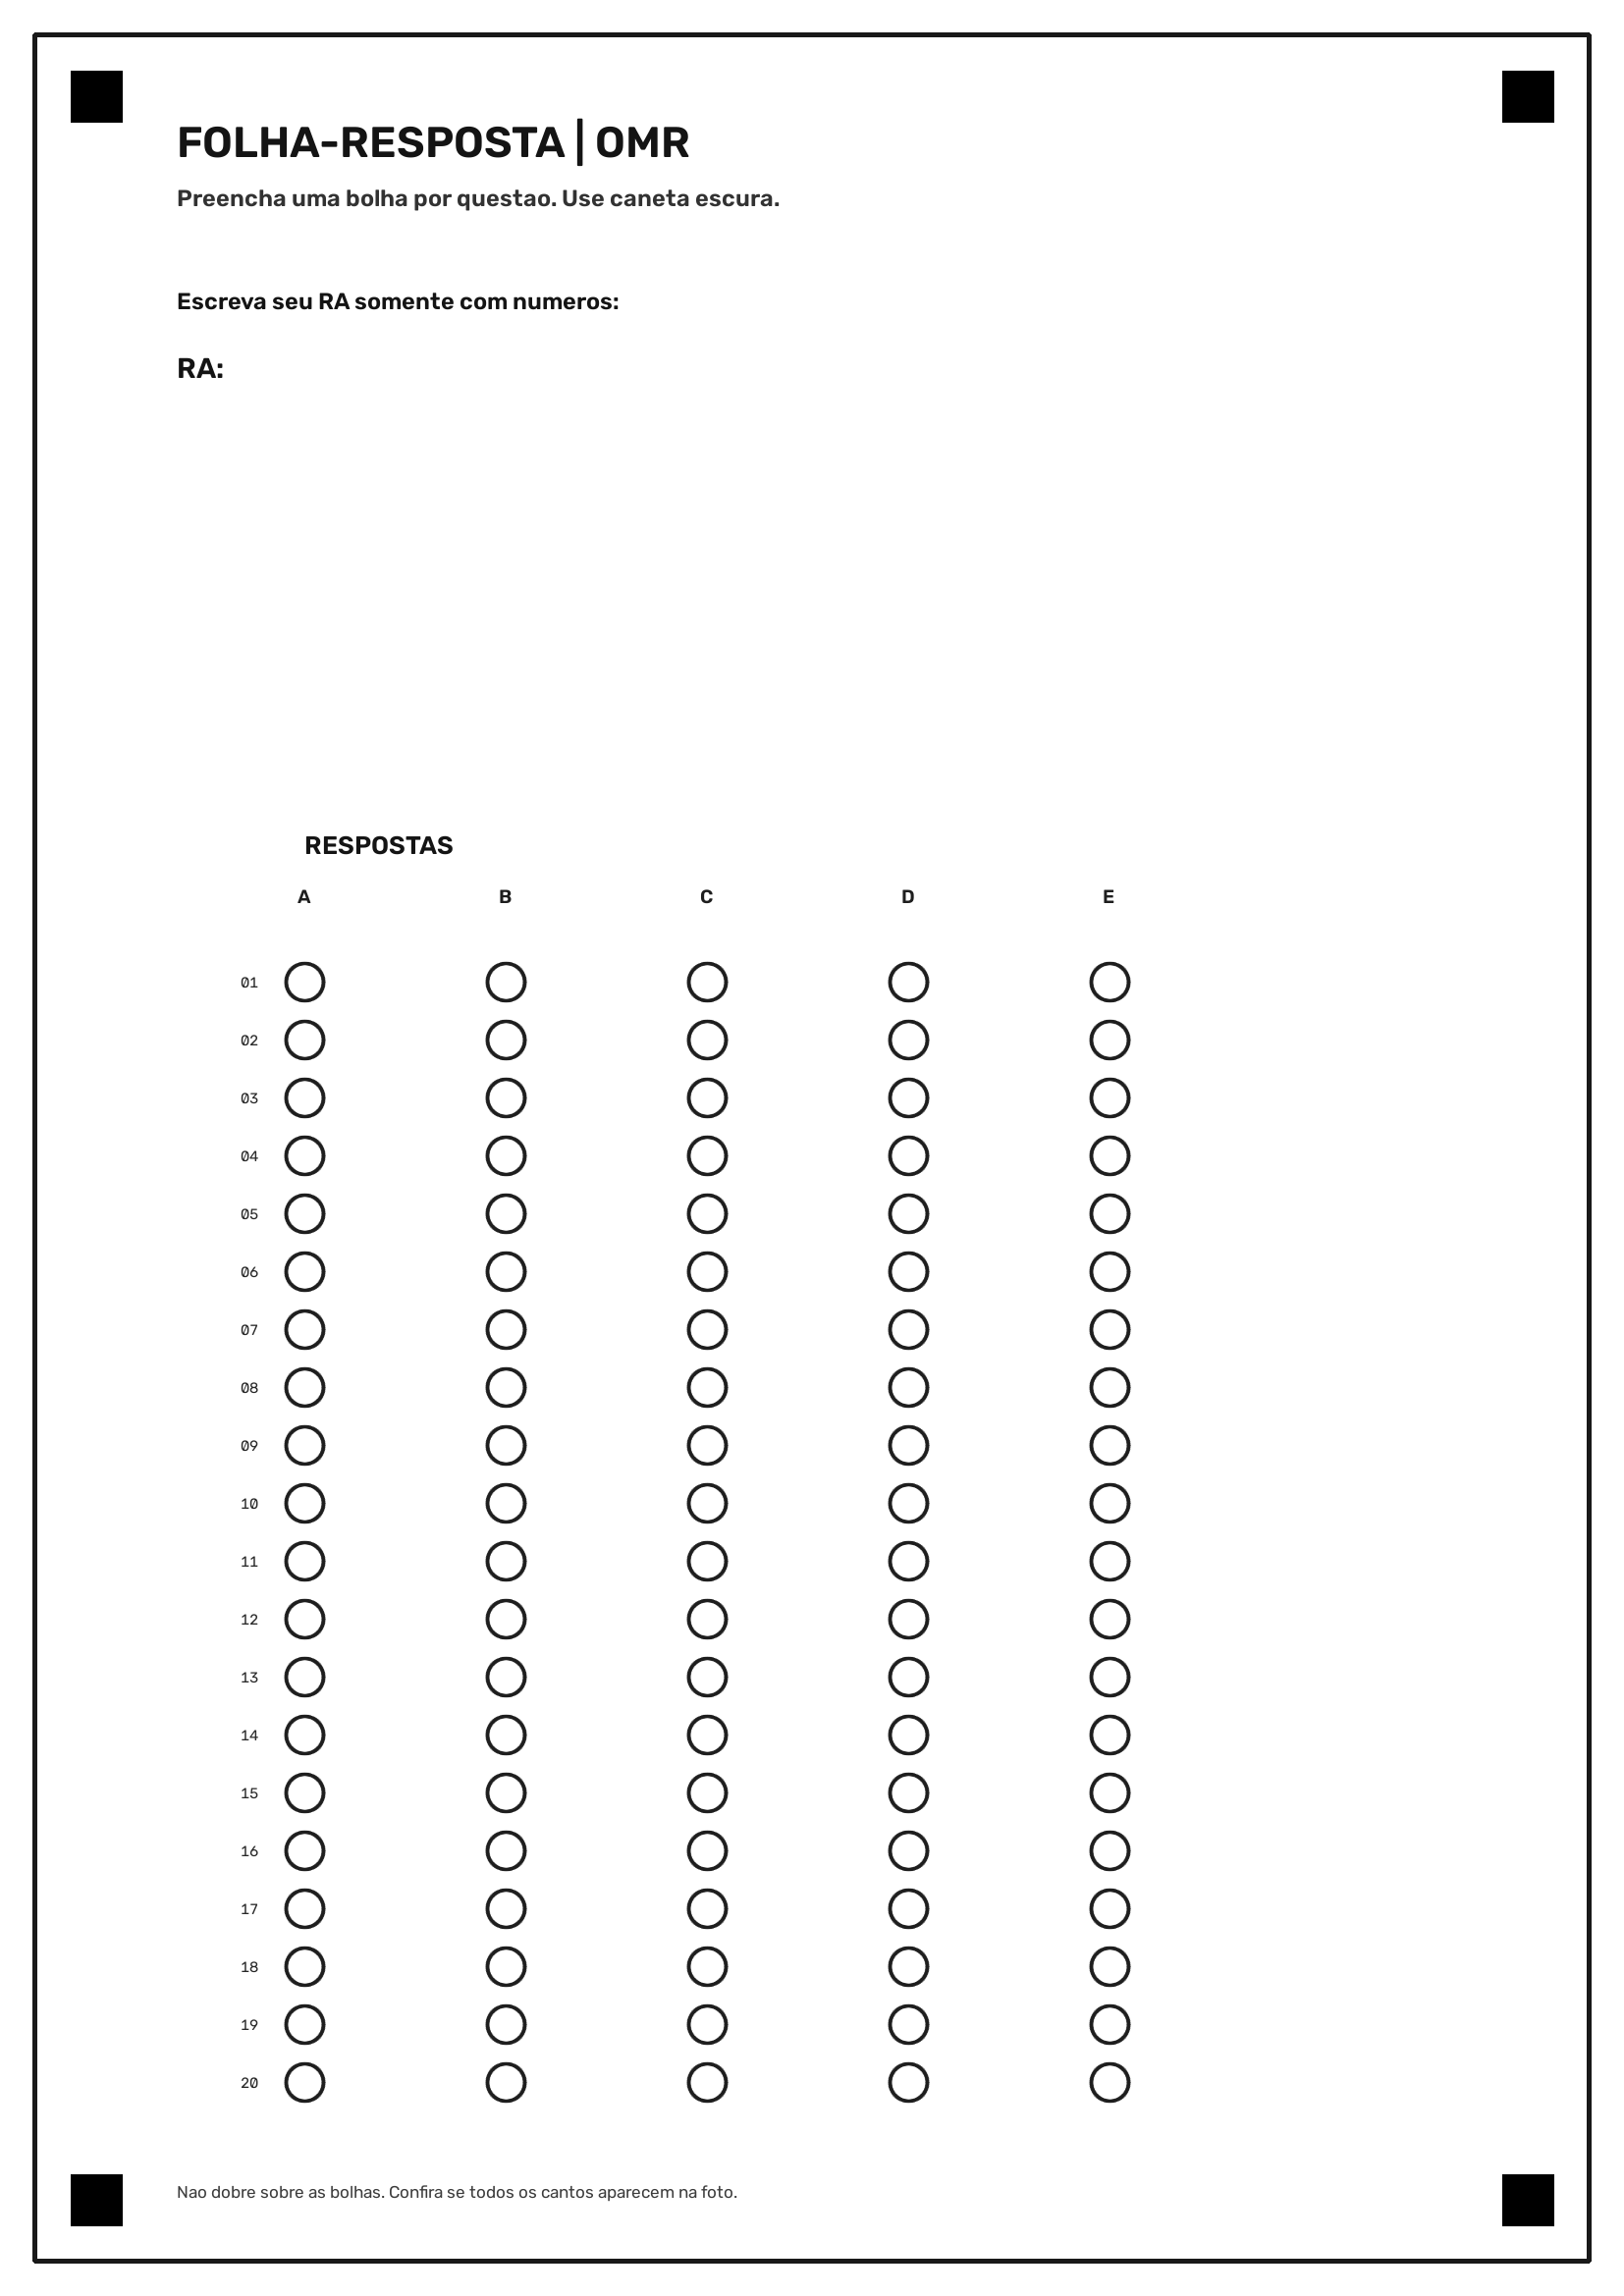 FOLHA-RESPOSTA | OMR
Preencha uma bolha por questao. Use caneta escura.
Escreva seu RA somente com numeros:
RA:
RESPOSTAS
A B C D E
01
02
03
04
05
06
07
08
09
10
11
12
13
14
15
16
17
18
19
20
Nao dobre sobre as bolhas. Confira se todos os cantos aparecem na foto.